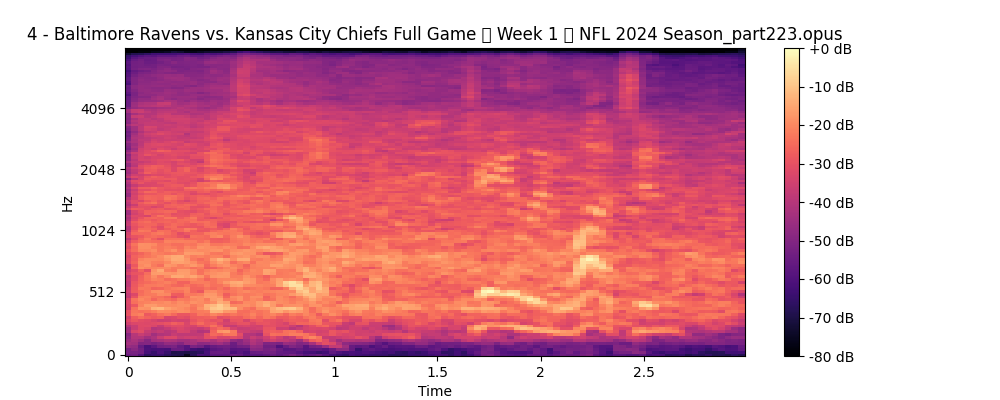 4 - Baltimore Ravens vs. Kansas City Chiefs Full Game ▯ Week 1 ▯ NFL 2024 Season_part223.opus
+0 dB
-10 dB
-20 dB
-30 dB
-40 dB
-50 dB
-60 dB
-70 dB
-80 dB
4096
2048
1024
512
0
Hz
0 0.5 1 1.5 2 2.5
Time